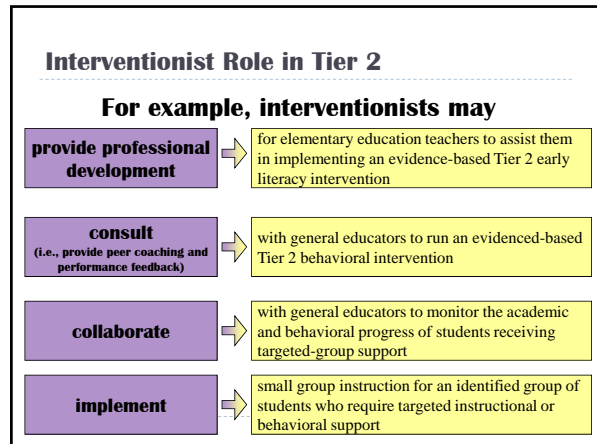 Interventionist Role in Tier 2
For example, interventionists may
provide professional
development
for elementary education teachers to assist them
in implementing an evidence-based Tier 2 early
literacy intervention
consult
(i.e., provide peer coaching and
performance feedback)
with general educators to run an evidenced-based
Tier 2 behavioral intervention
collaborate
with general educators to monitor the academic
and behavioral progress of students receiving
targeted-group support
implement
small group instruction for an identified group of
students who require targeted instructional or
behavioral support